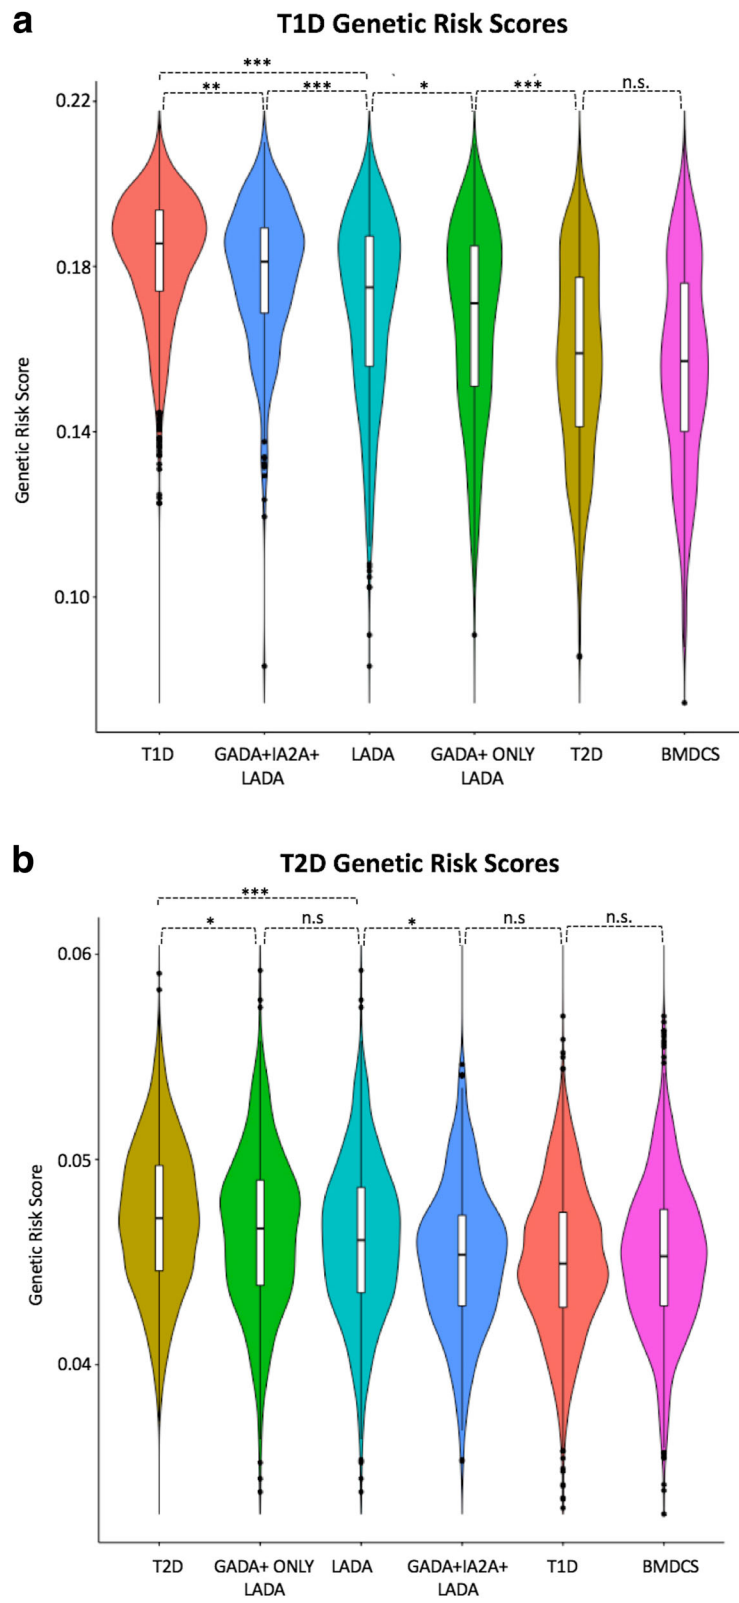 a
T1D Genetic Risk Scores
***
** *** * *** n.s.
0.22
0.18
0.14
0.10
Genetic Risk Score
T1D GADA+IA2A+ LADA GADA+ ONLY T2D BMDCS
LADA LADA
b
T2D Genetic Risk Scores
***
* n.s * n.s n.s.
0.06
0.05
0.04
Genetic Risk Score
T2D GADA+ ONLY LADA GADA+IA2A+ T1D BMDCS
LADA LADA